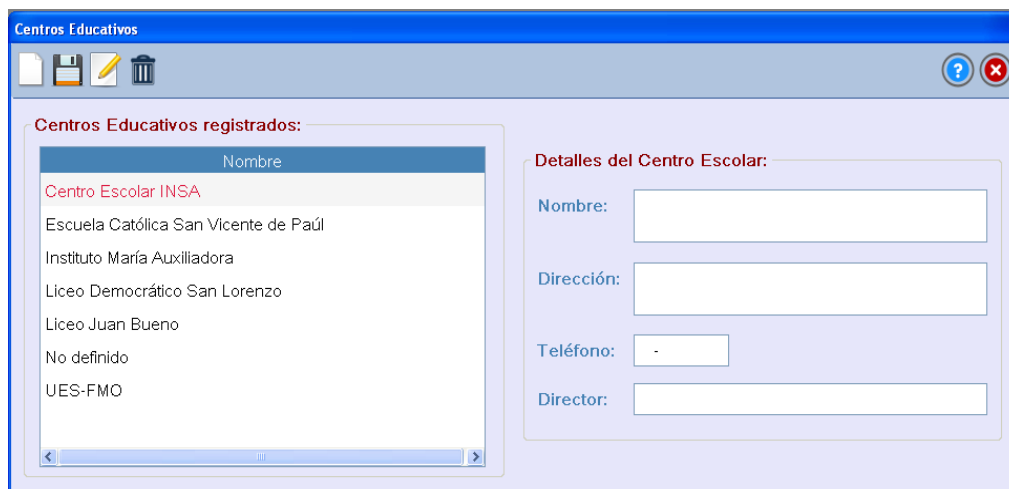 Centros Educativos
?
Centros Educativos registrados:
Nombre
Centro Escolar INSA
Escuela Católica San Vicente de Paúl
Instituto María Auxiliadora
Liceo Democrático San Lorenzo
Liceo Juan Bueno
No definido
UES-FMO
Detalles del Centro Escolar:
Nombre:
Dirección:
Teléfono: -
Director: